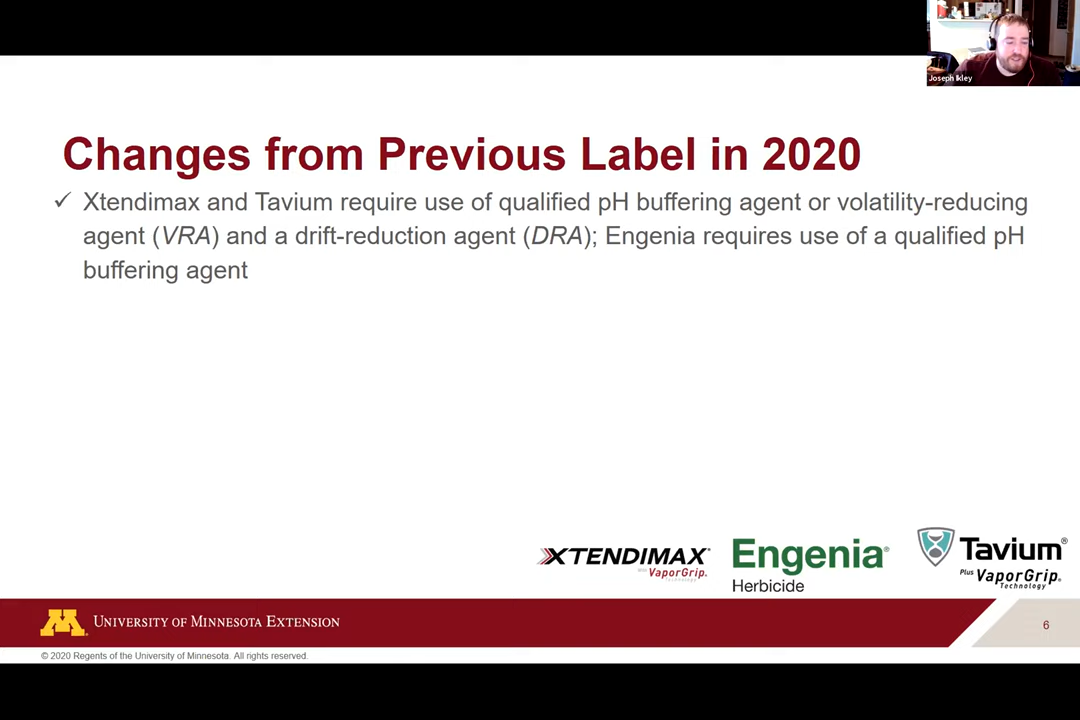 Joseph Ikley
Changes from Previous Label in 2020
✓ Xtendimax and Tavium require use of qualified pH buffering agent or volatility-reducing
agent (VRA) and a drift-reduction agent (DRA); Engenia requires use of a qualified pH
buffering agent
XTENDIMAX®
with VaporGrip®
Technology
Engenia®
Herbicide
Tavium®
Plus VaporGrip®
Technology
UNIVERSITY OF MINNESOTA EXTENSION
6
© 2020 Regents of the University of Minnesota. All rights reserved.